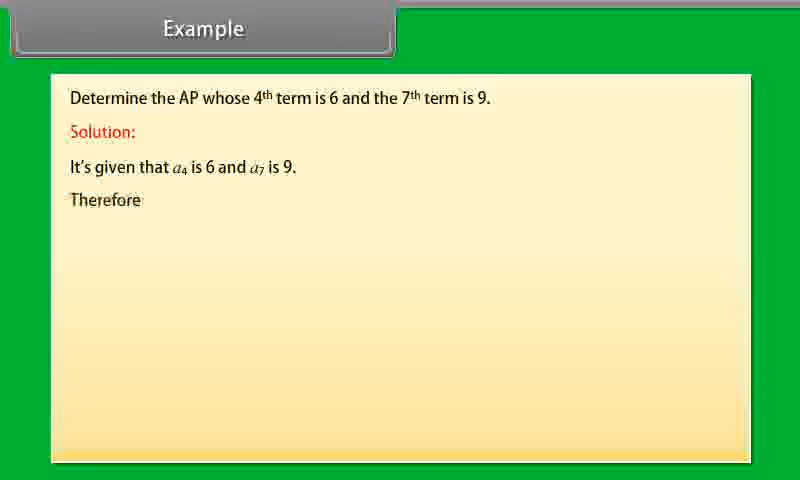 Example
Determine the AP whose 4th term is 6 and the 7th term is 9.
Solution:
It's given that a₄ is 6 and a₇ is 9.
Therefore